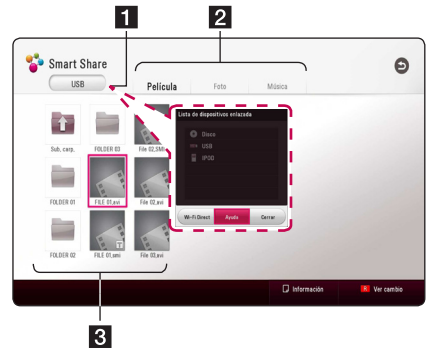 1
2
Smart Share
USB
Película
Foto
Música
Lista de dispositivos enlazada
Disco
USB
IPOD
Wi-Fi Direct
Ayuda
Cerrar
Sub. carp.
FOLDER 03
File 02,SMI
FOLDER 01
FILE 01,avi
File 02,avi
FOLDER 02
T
FILE 01,smi
File 03,avi
Información
R Ver cambio
3